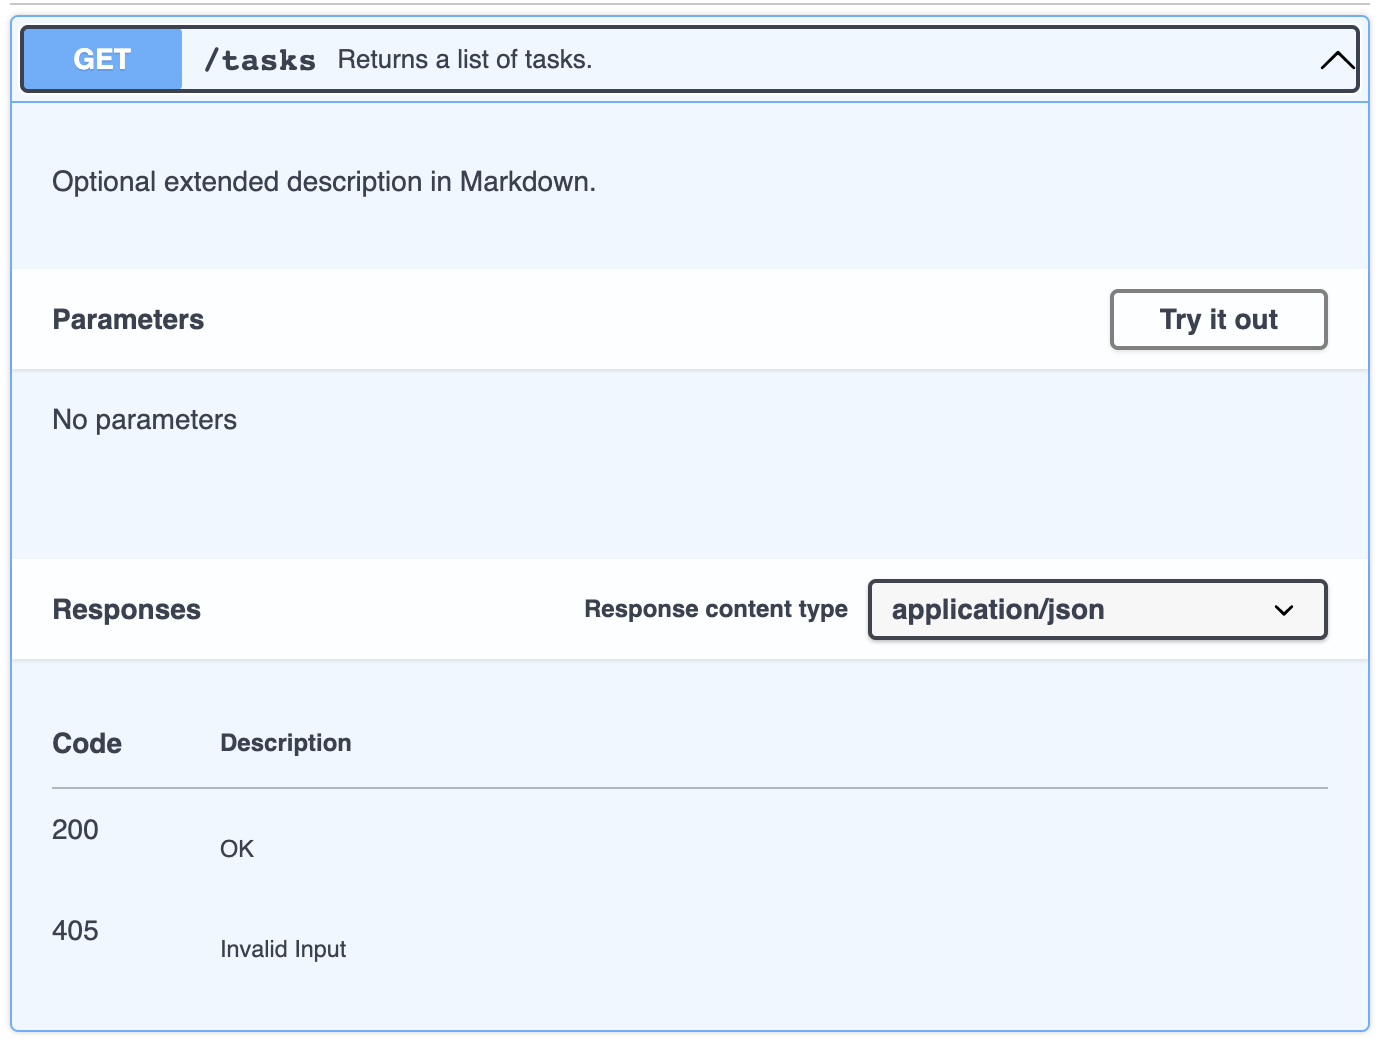 GET /tasks Returns a list of tasks.
Optional extended description in Markdown.
Parameters Try it out
No parameters
Responses Response content type application/json
Code Description
200 OK
405 Invalid Input